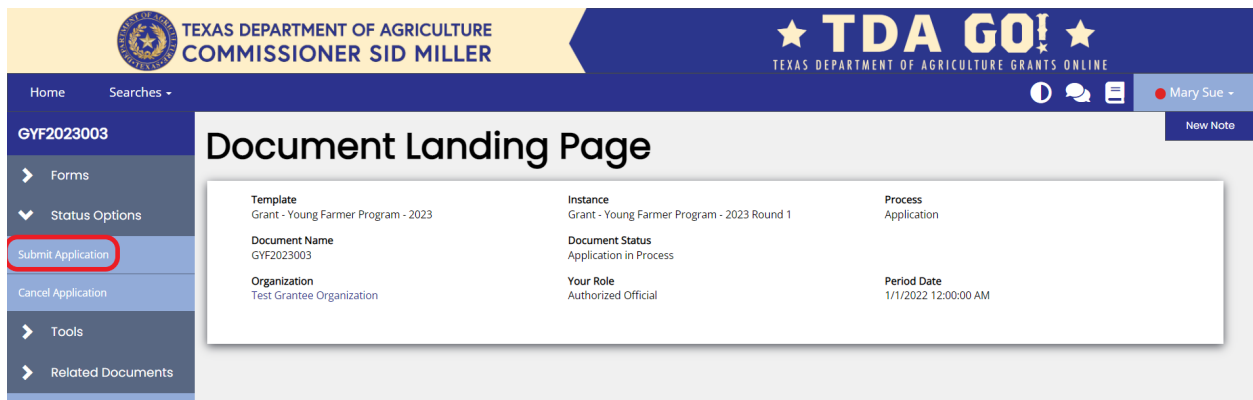 TEXAS DEPARTMENT OF AGRICULTURE
COMMISSIONER SID MILLER
TDA GO!
TEXAS DEPARTMENT OF AGRICULTURE GRANTS ONLINE
Home Searches
Mary Sue
New Note
GYF2023003
Document Landing Page
Forms
Status Options
Submit Application
Cancel Application
Tools
Related Documents
Template Instance Process
Grant - Young Farmer Program - 2023 Grant - Young Farmer Program - 2023 Round 1 Application
Document Name Document Status
GYF2023003 Application in Process
Organization Your Role Period Date
Test Grantee Organization Authorized Official 1/1/2022 12:00:00 AM